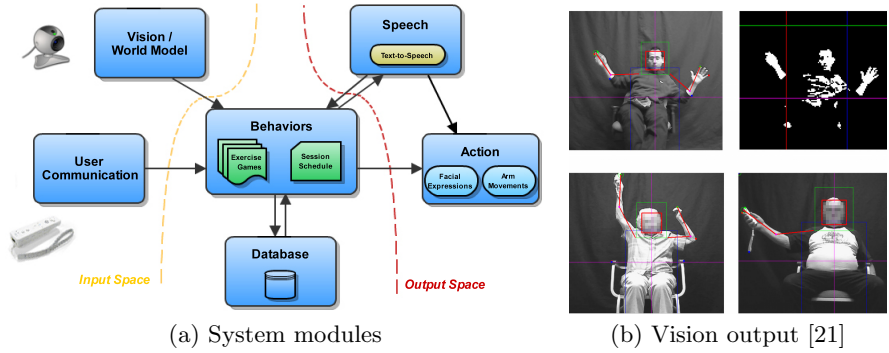 Vision /
World Model
Speech
Text-to-Speech
Behaviors
Exercise
Games
Session
Schedule
User
Communication
Action
Facial
Expressions
Arm
Movements
Database
Input Space
Output Space
(a) System modules
(b) Vision output [21]